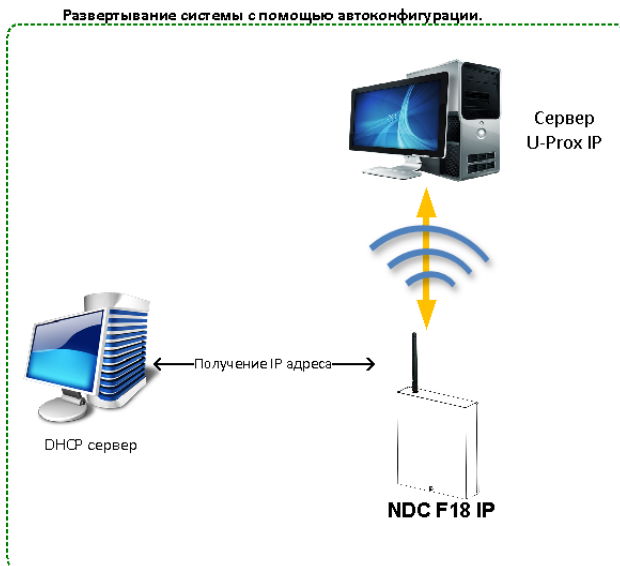 Развертывание системы с помощью автоконфигурации.
Сервер
U-Prox IP
Получение IP адреса
DHCP сервер
NDC F18 IP